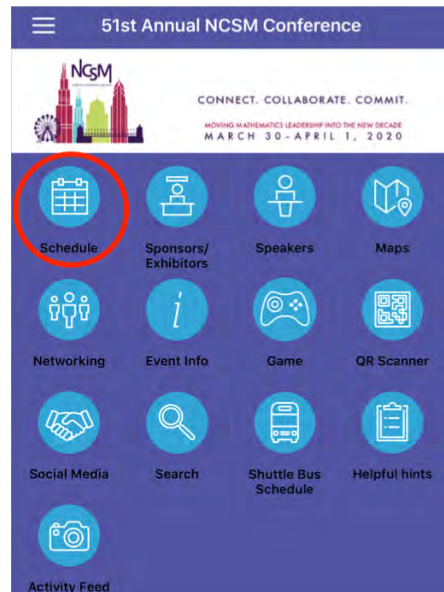 51st Annual NCSM Conference
NCSM
CONNECT. COLLABORATE. COMMIT.
MOVING MATHEMATICS LEADERSHIP INTO THE NEW DECADE
MARCH 30 - APRIL 1, 2020
Schedule
Sponsors/
Exhibitors
Speakers
Maps
Networking
Event Info
Game
QR Scanner
Social Media
Search
Shuttle Bus
Schedule
Helpful hints
Activity Feed